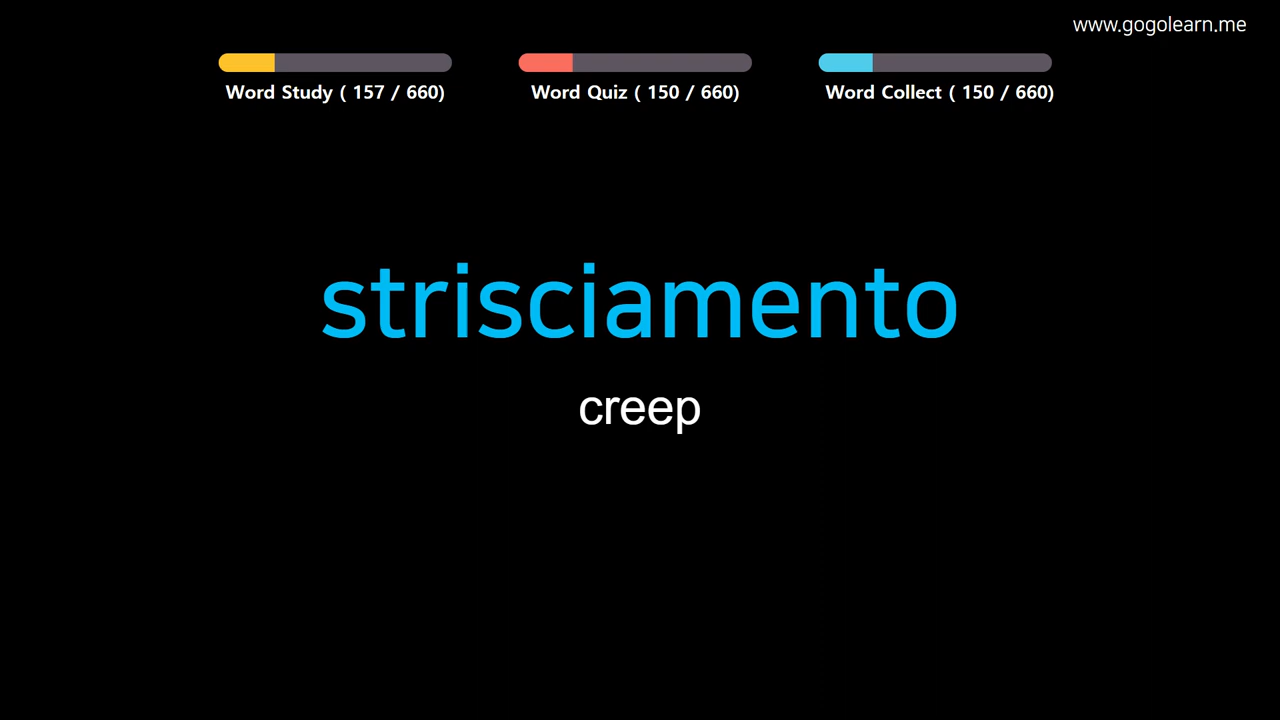 www.gogolearn.me
Word Study ( 157 / 660)
Word Quiz ( 150 / 660)
Word Collect ( 150 / 660)
strisciamento
creep